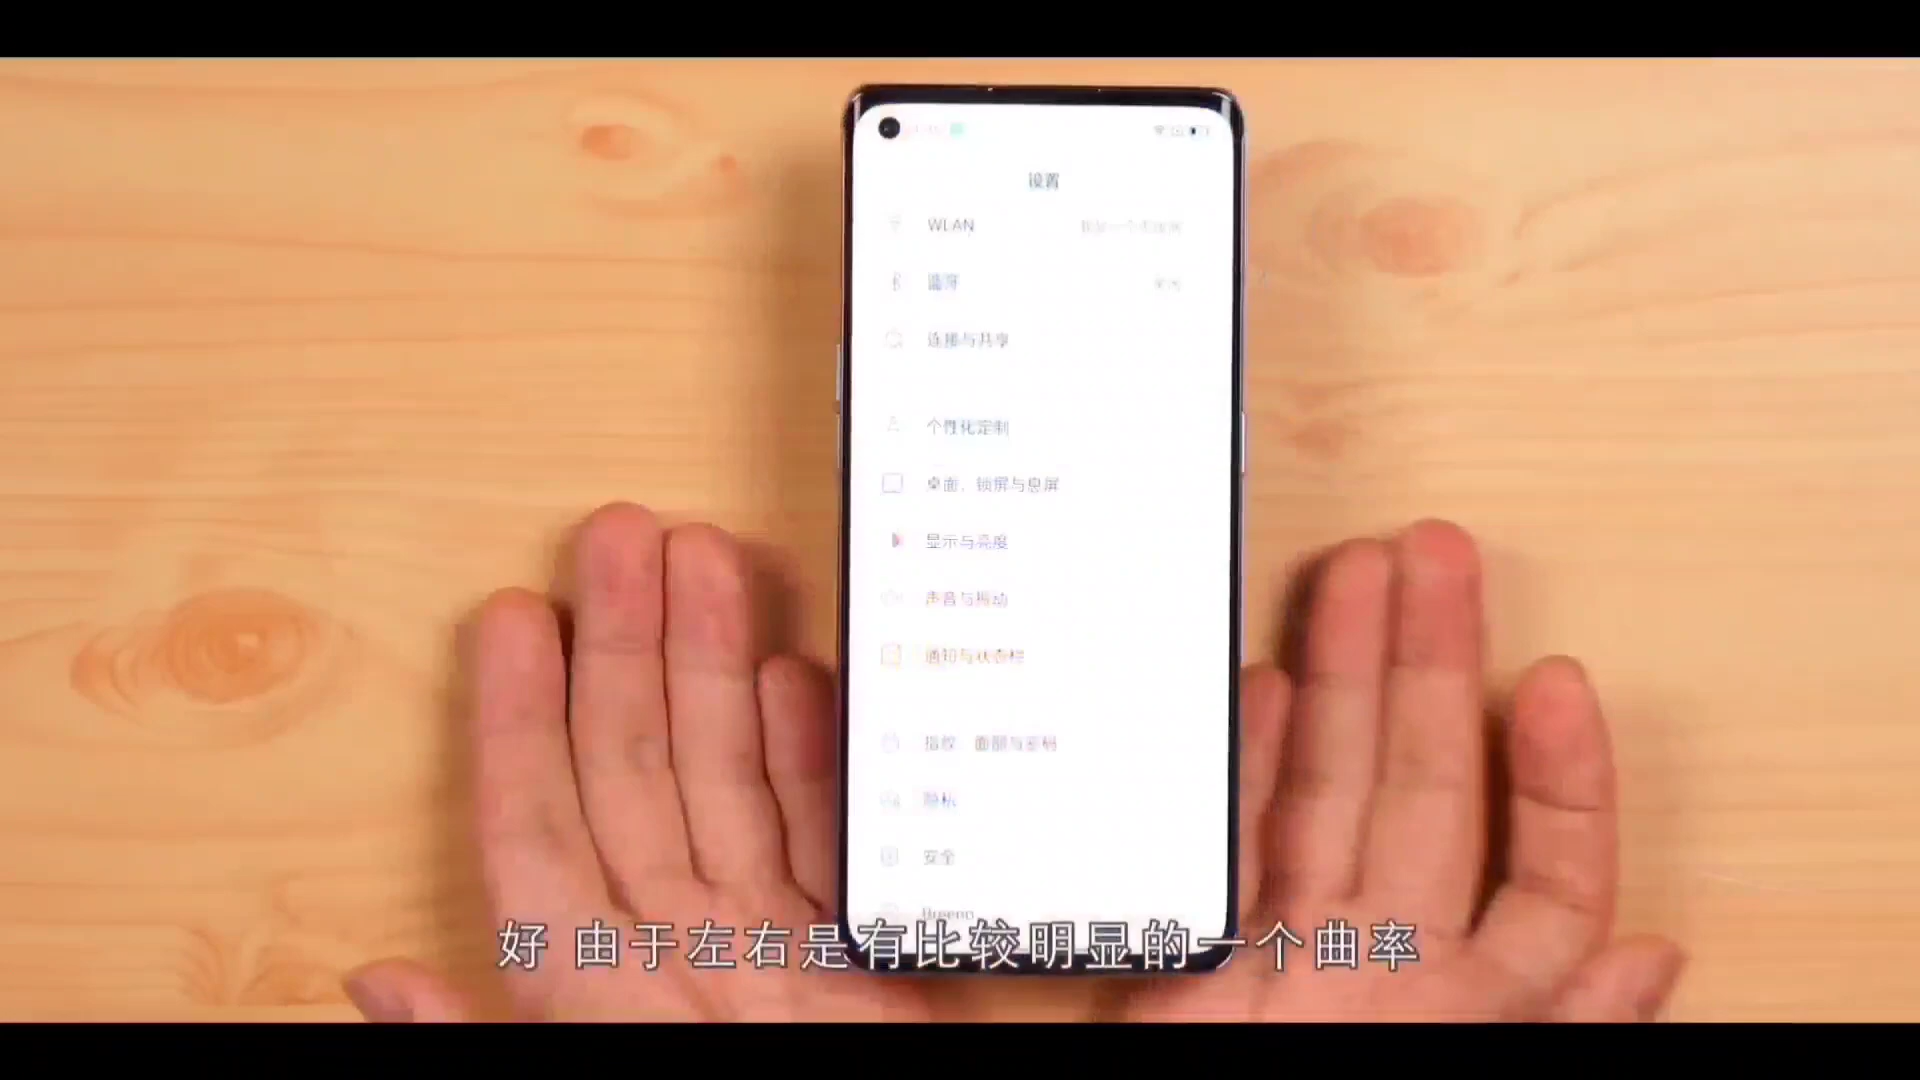 设置
WLAN
蓝牙
连接与共享
个性化定制
桌面、锁屏与息屏
显示与亮度
声音与振动
通知与状态栏
指纹、面部与密码
隐私
安全
Breeno
好 由于左右是有比较明显的一个曲率